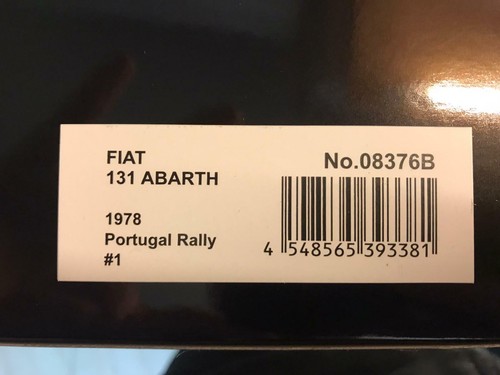 FIAT
131 ABARTH
1978
Portugal Rally
#1
No.08376B
4 548565 393381